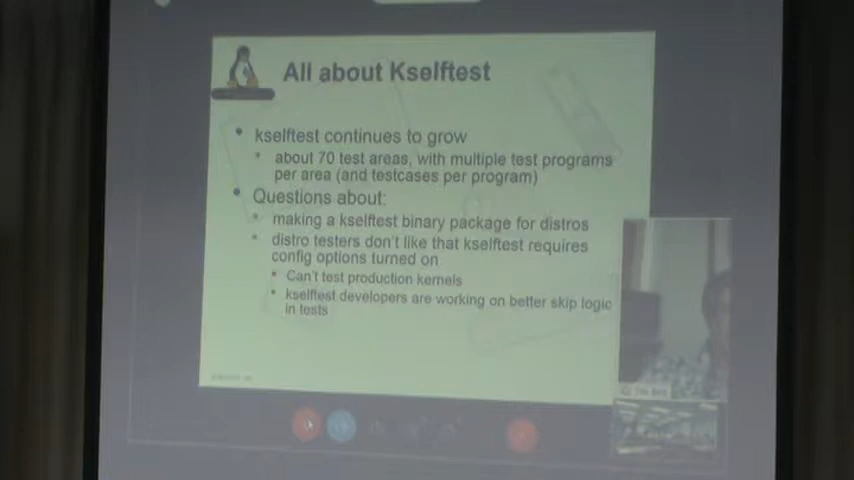 All about Kselftest
• kselftest continues to grow
• about 70 test areas, with multiple test programs
per area (and testcases per program)
• Questions about:
• making a kselftest binary package for distros
• distro testers don't like that kselftest requires
config options turned on
• Can't test production kernels
• kselftest developers are working on better skip logic
in tests